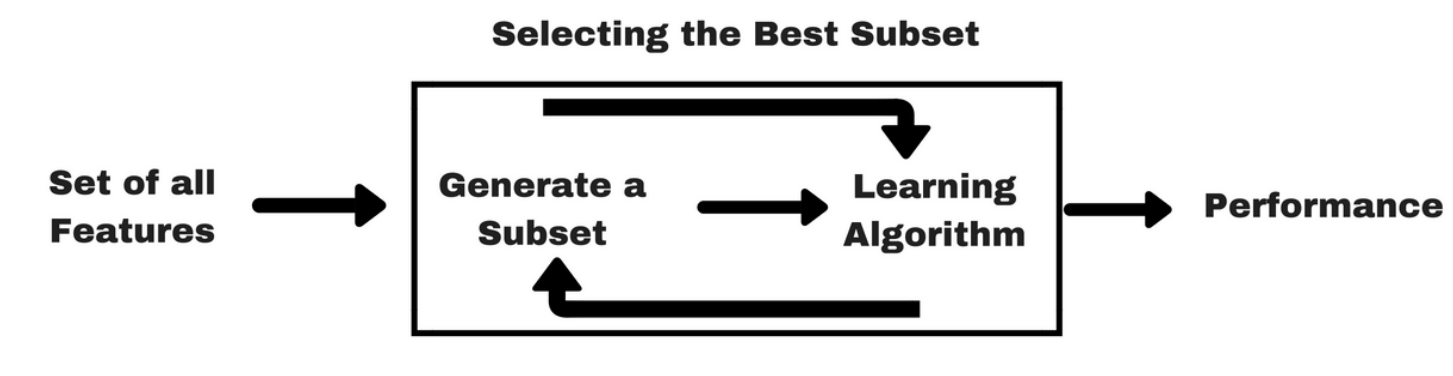 Selecting the Best Subset
Set of all
Features
Generate a
Subset
Learning
Algorithm
Performance